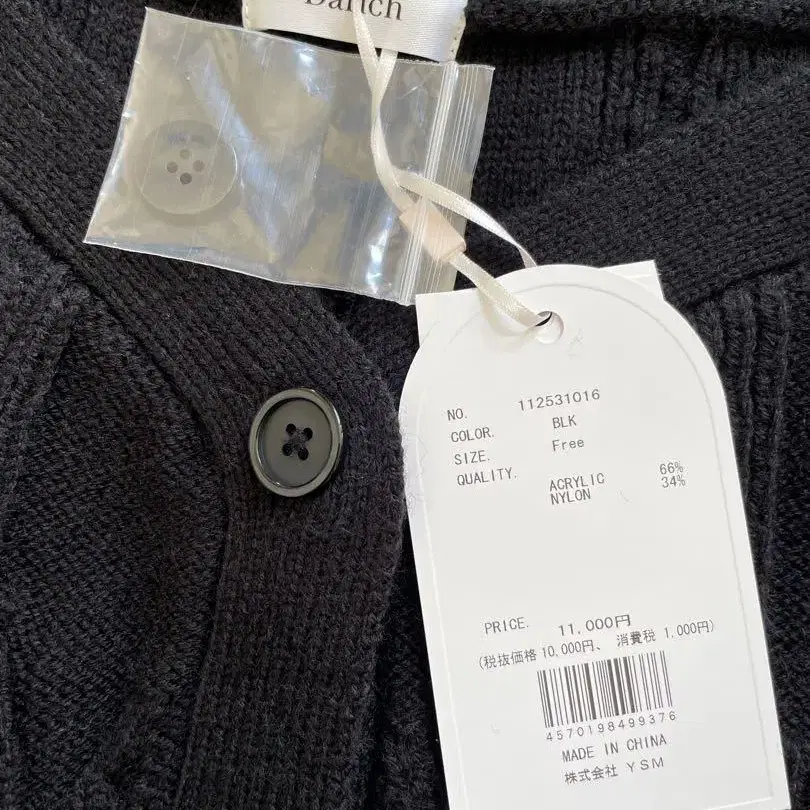 Darich
NO. 112531016
COLOR. BLK
SIZE. Free
QUALITY. ACRYLIC 66%
NYLON 34%
PRICE. 11,000円
(税抜価格 10,000円、 消費税 1,000円)
4570198499376
MADE IN CHINA
株式会社 YSM